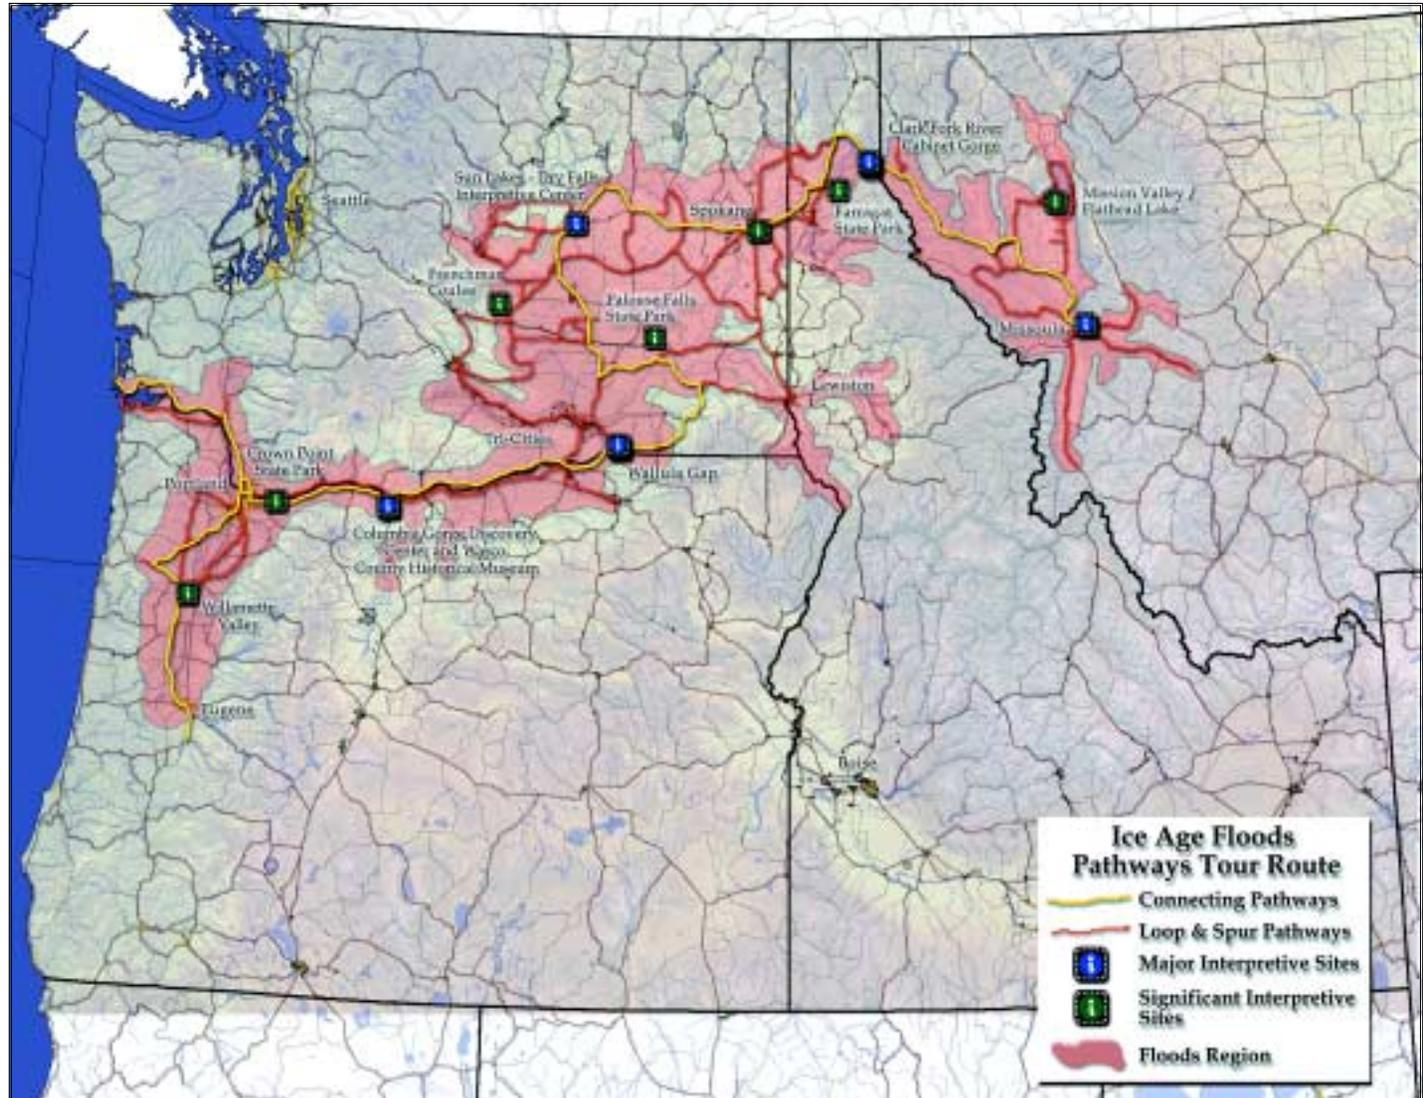 Clark Fork River
Cabinet Gorge
Sun Lakes - Dry Falls
Interpretive Center
Mission Valley /
Flathead Lake
Seattle
Spokane
Farragut
State Park
Frenchman
Coulee
Palouse Falls
State Park
Missoula
Lewiston
Tri-Cities
Crown Point
State Park
Wallula Gap
Portland
Columbia Gorge Discovery
Center and Wasco
County Historical Museum
Willamette
Valley
Eugene
Boise
Ice Age Floods
Pathways Tour Route
Connecting Pathways
Loop & Spur Pathways
Major Interpretive Sites
Significant Interpretive
Sites
Floods Region